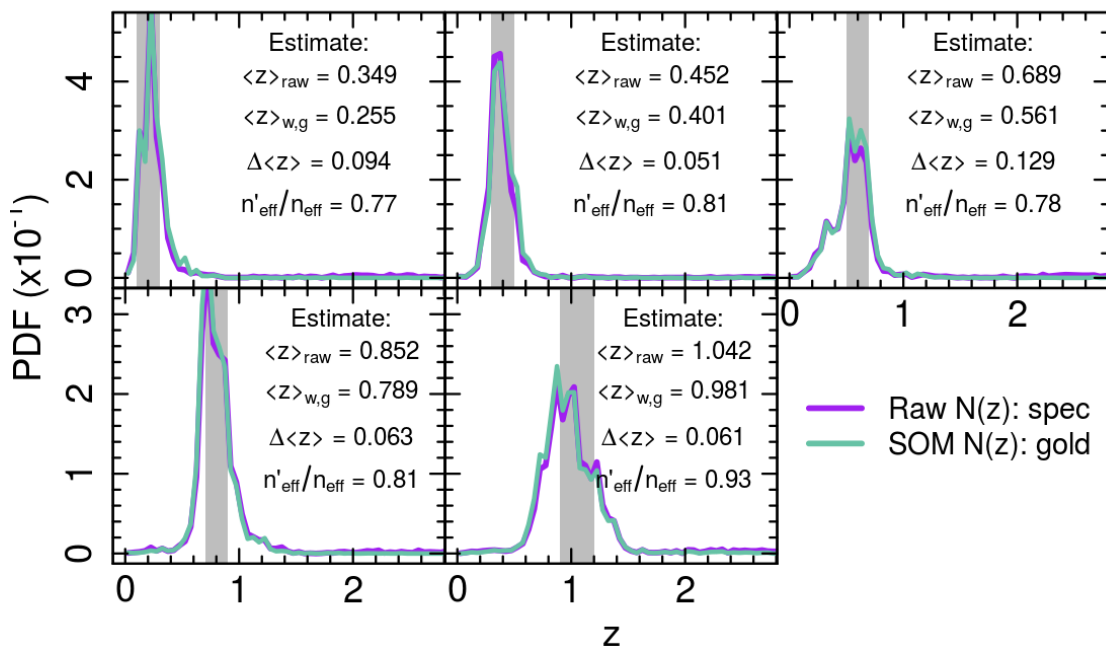 PDF (x10⁻¹)
4
2
0
Estimate:
<z>raw = 0.349
<z>w,g = 0.255
Δ<z> = 0.094
n'eff/neff = 0.77
Estimate:
<z>raw = 0.452
<z>w,g = 0.401
Δ<z> = 0.051
n'eff/neff = 0.81
Estimate:
<z>raw = 0.689
<z>w,g = 0.561
Δ<z> = 0.129
n'eff/neff = 0.78
0 1 2
3
2
1
0
Estimate:
<z>raw = 0.852
<z>w,g = 0.789
Δ<z> = 0.063
n'eff/neff = 0.81
Estimate:
<z>raw = 1.042
<z>w,g = 0.981
Δ<z> = 0.061
n'eff/neff = 0.93
Raw N(z): spec
SOM N(z): gold
0 1 2
0 1 2
z